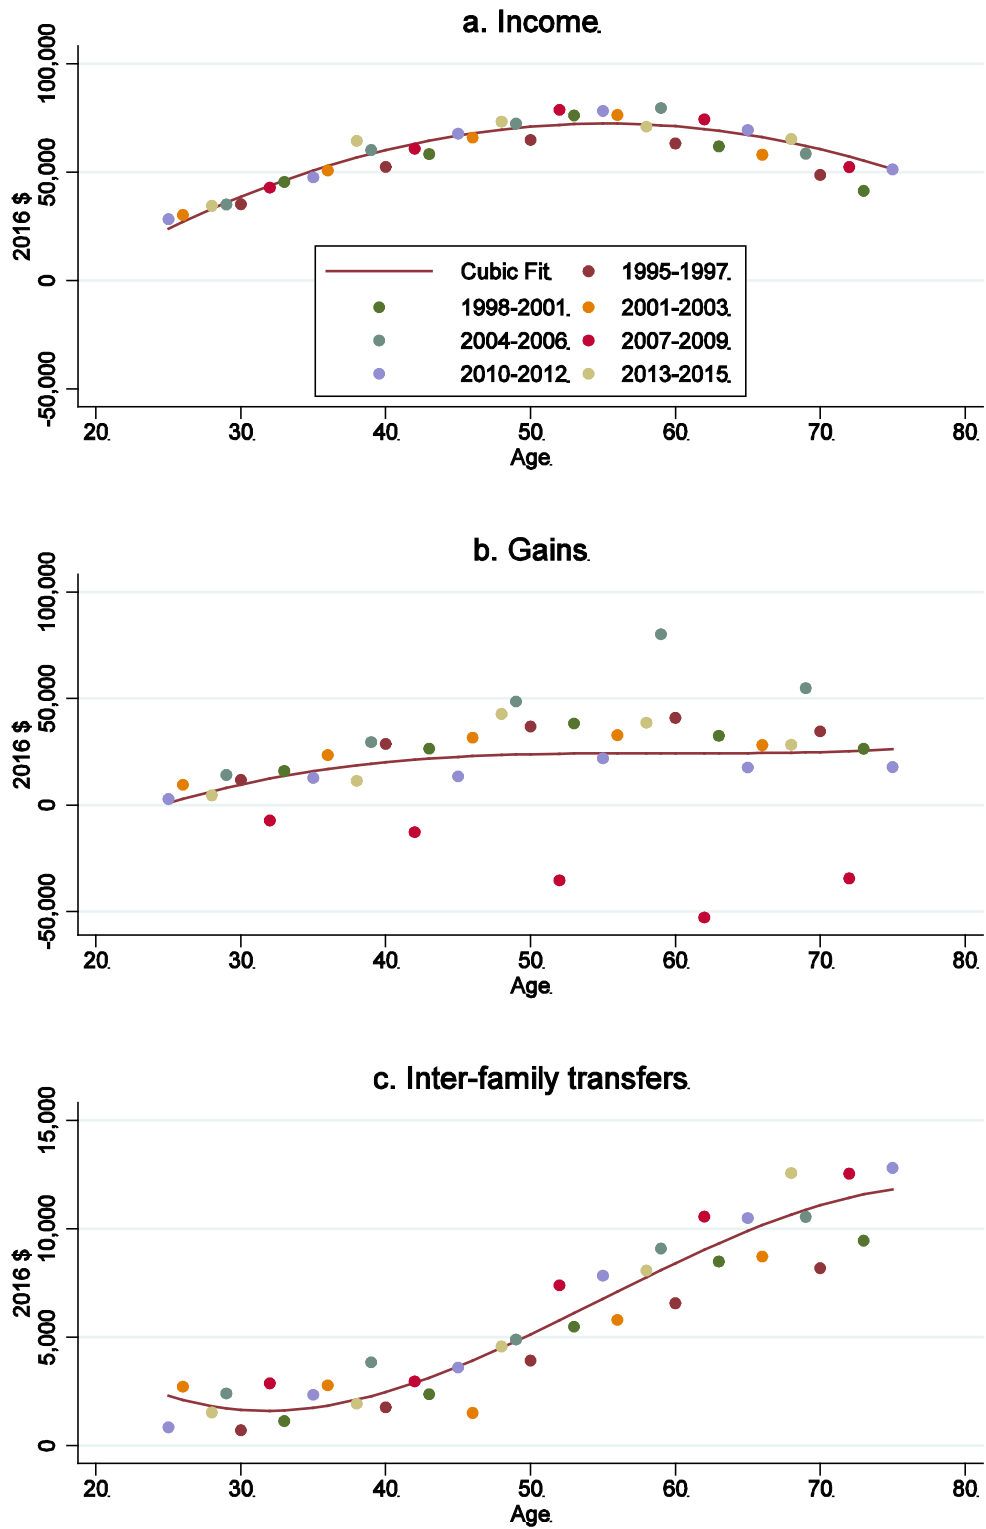 a. Income
2016 $
100,000
50,000
0
-50,000
Cubic Fit
1995-1997
1998-2001
2001-2003
2004-2006
2007-2009
2010-2012
2013-2015
20 30 40 50 60 70 80
Age
b. Gains
2016 $
100,000
50,000
0
-50,000
20 30 40 50 60 70 80
Age
c. Inter-family transfers
2016 $
15,000
10,000
5,000
0
20 30 40 50 60 70 80
Age